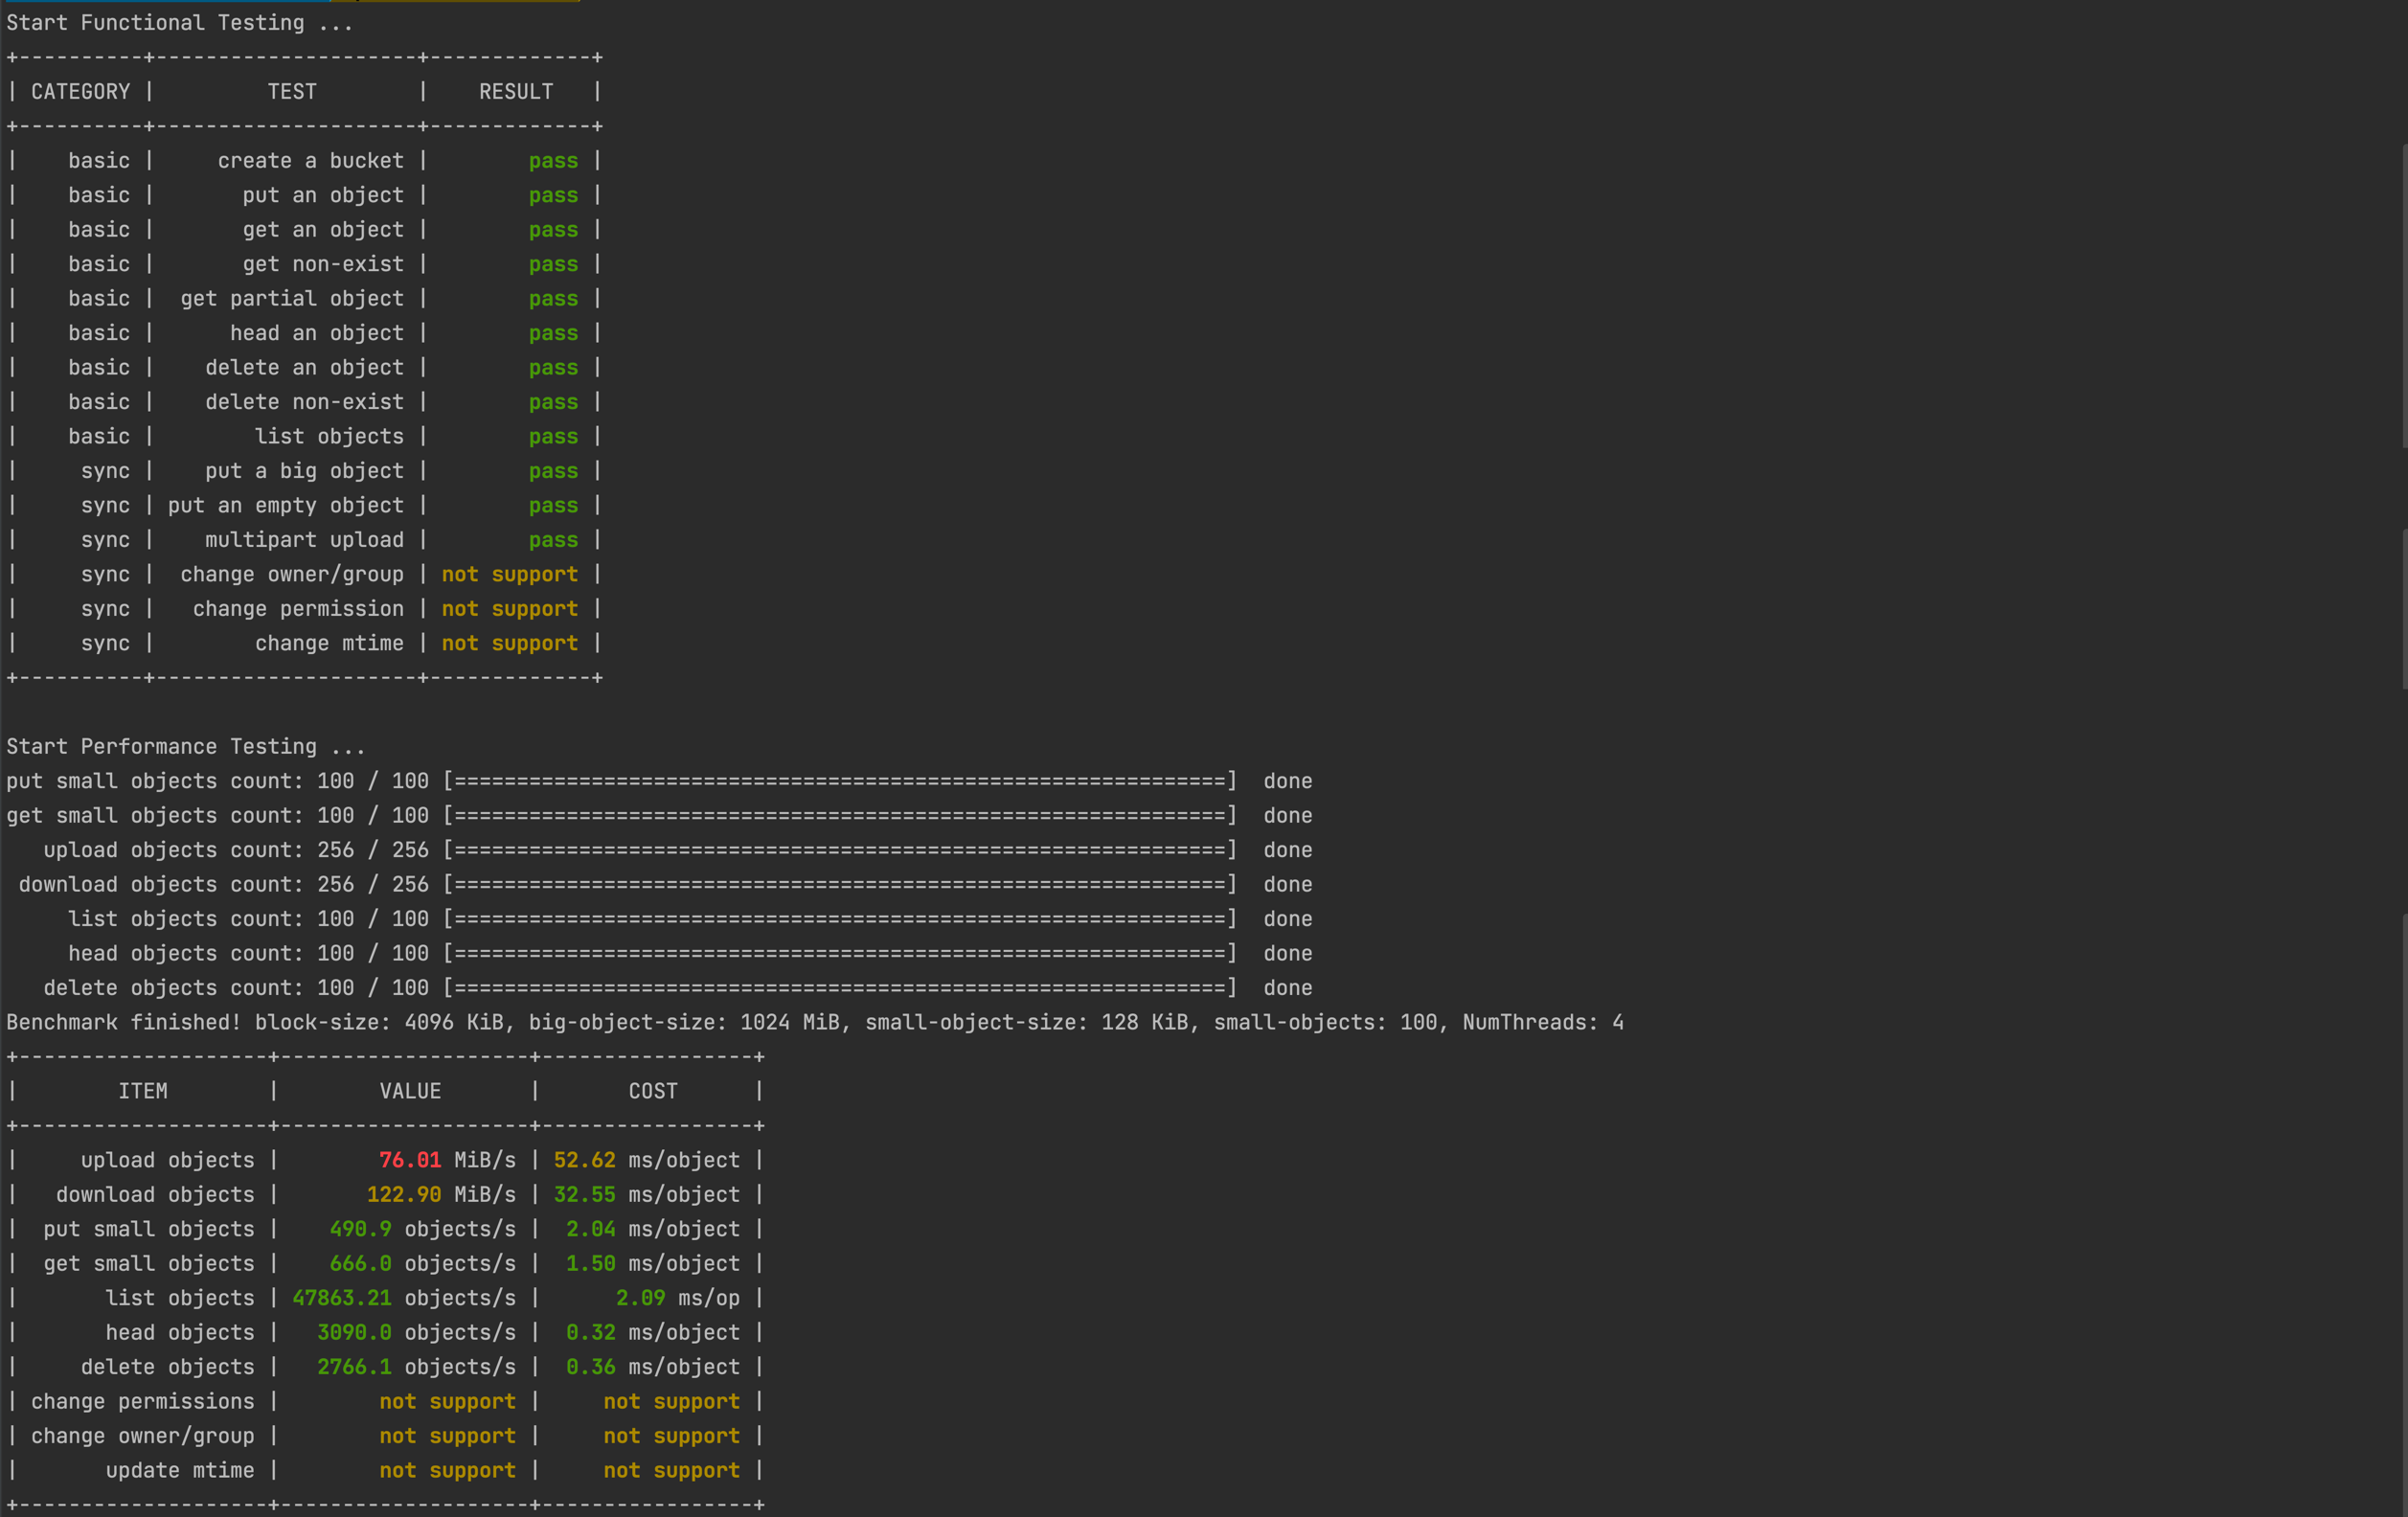 Start Functional Testing ...
+----------+---------------------+-------------+
| CATEGORY |         TEST        |    RESULT   |
+----------+---------------------+-------------+
|    basic |     create a bucket |        pass |
|    basic |       put an object |        pass |
|    basic |       get an object |        pass |
|    basic |       get non-exist |        pass |
|    basic |  get partial object |        pass |
|    basic |      head an object |        pass |
|    basic |    delete an object |        pass |
|    basic |    delete non-exist |        pass |
|    basic |        list objects |        pass |
|     sync |    put a big object |        pass |
|     sync | put an empty object |        pass |
|     sync |    multipart upload |        pass |
|     sync |  change owner/group | not support |
|     sync |   change permission | not support |
|     sync |        change mtime | not support |
+----------+---------------------+-------------+
Start Performance Testing ...
put small objects count: 100 / 100 [==============================================================]  done
get small objects count: 100 / 100 [==============================================================]  done
   upload objects count: 256 / 256 [==============================================================]  done
 download objects count: 256 / 256 [==============================================================]  done
     list objects count: 100 / 100 [==============================================================]  done
     head objects count: 100 / 100 [==============================================================]  done
   delete objects count: 100 / 100 [==============================================================]  done
Benchmark finished! block-size: 4096 KiB, big-object-size: 1024 MiB, small-object-size: 128 KiB, small-objects: 100, NumThreads: 4
+--------------------+--------------------+-----------------+
|        ITEM        |        VALUE       |       COST      |
+--------------------+--------------------+-----------------+
|     upload objects |        76.01 MiB/s | 52.62 ms/object |
|   download objects |       122.90 MiB/s | 32.55 ms/object |
|  put small objects |    490.9 objects/s |  2.04 ms/object |
|  get small objects |    666.0 objects/s |  1.50 ms/object |
|       list objects | 47863.21 objects/s |      2.09 ms/op |
|       head objects |   3090.0 objects/s |  0.32 ms/object |
|     delete objects |   2766.1 objects/s |  0.36 ms/object |
| change permissions |        not support |     not support |
| change owner/group |        not support |     not support |
|       update mtime |        not support |     not support |
+--------------------+--------------------+-----------------+